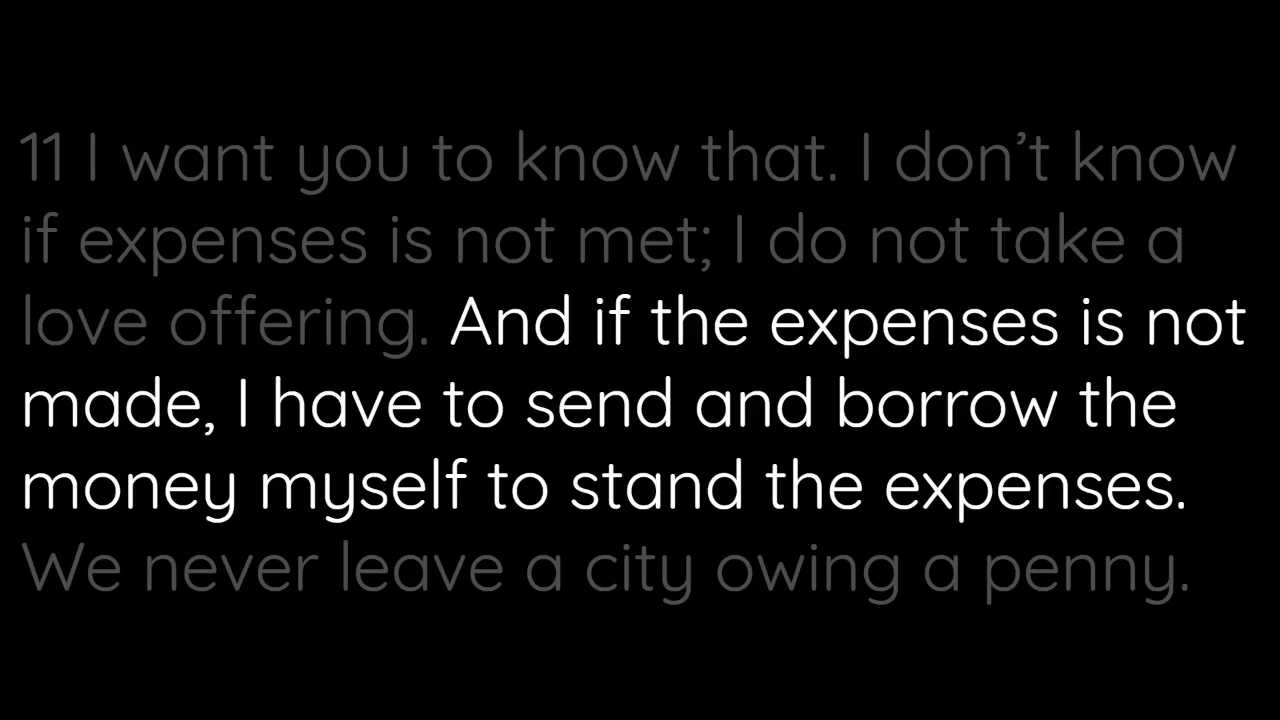 11 I want you to know that. I don’t know
if expenses is not met; I do not take a
love offering. And if the expenses is not
made, I have to send and borrow the
money myself to stand the expenses.
We never leave a city owing a penny.